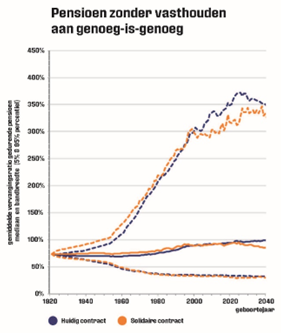 Pensioen zonder vasthouden
aan genoeg-is-genoeg
gemiddelde vervangingsratio gedurende pensioen
mediaan en bandbreedte (5% & 95% percentiel)
450%
400%
350%
300%
250%
200%
150%
100%
50%
0%
1920
1940
1960
1980
2000
2020
2040
geboortejaar
Huidig contract
Solidaire contract